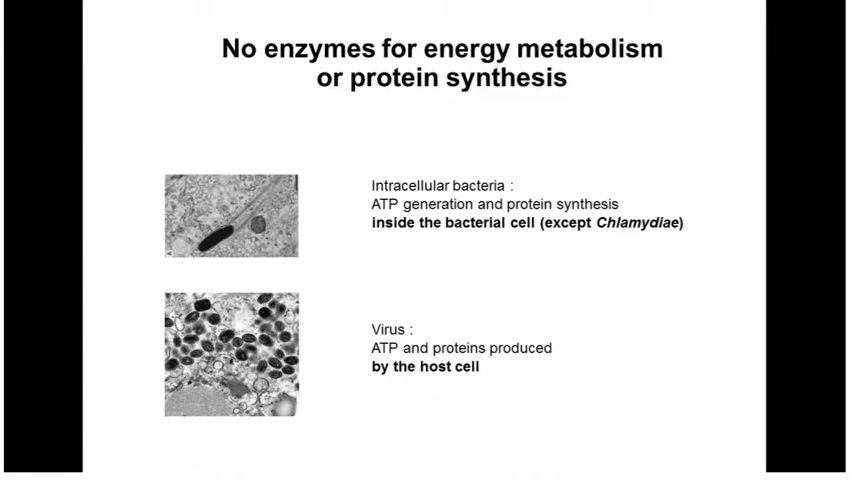 No enzymes for energy metabolism
or protein synthesis
Intracellular bacteria :
ATP generation and protein synthesis
inside the bacterial cell (except Chlamydiae)
Virus :
ATP and proteins produced
by the host cell